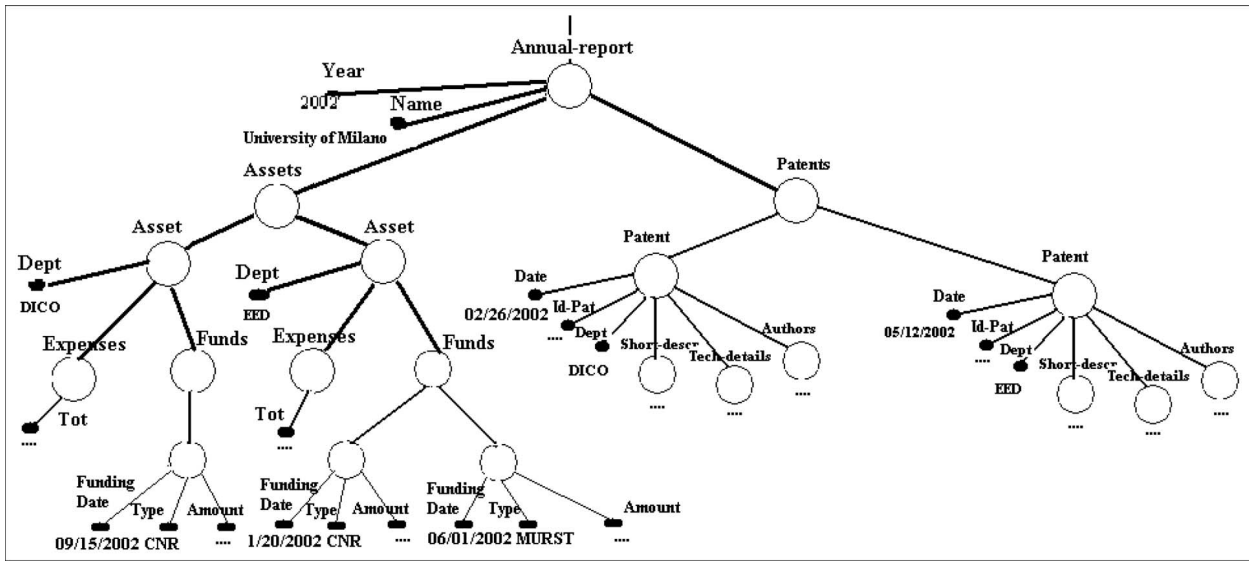 Annual-report
Year
2002
Name
University of Milano
Assets
Patents
Asset
Asset
Patent
Patent
Dept
DICO
Dept
EED
Date
02/26/2002
Id-Pat
....
Dept
DICO
Short-descr
....
Tech-details
....
Authors
....
Date
05/12/2002
Id-Pat
....
Dept
EED
Short-descr
....
Tech-details
....
Authors
....
Expenses
Funds
Expenses
Funds
Tot
....
Tot
....
Funding
Date Type Amount
09/15/2002 CNR ....
Funding
Date Type Amount
1/20/2002 CNR ....
Funding
Date Type Amount
06/01/2002 MURST ....